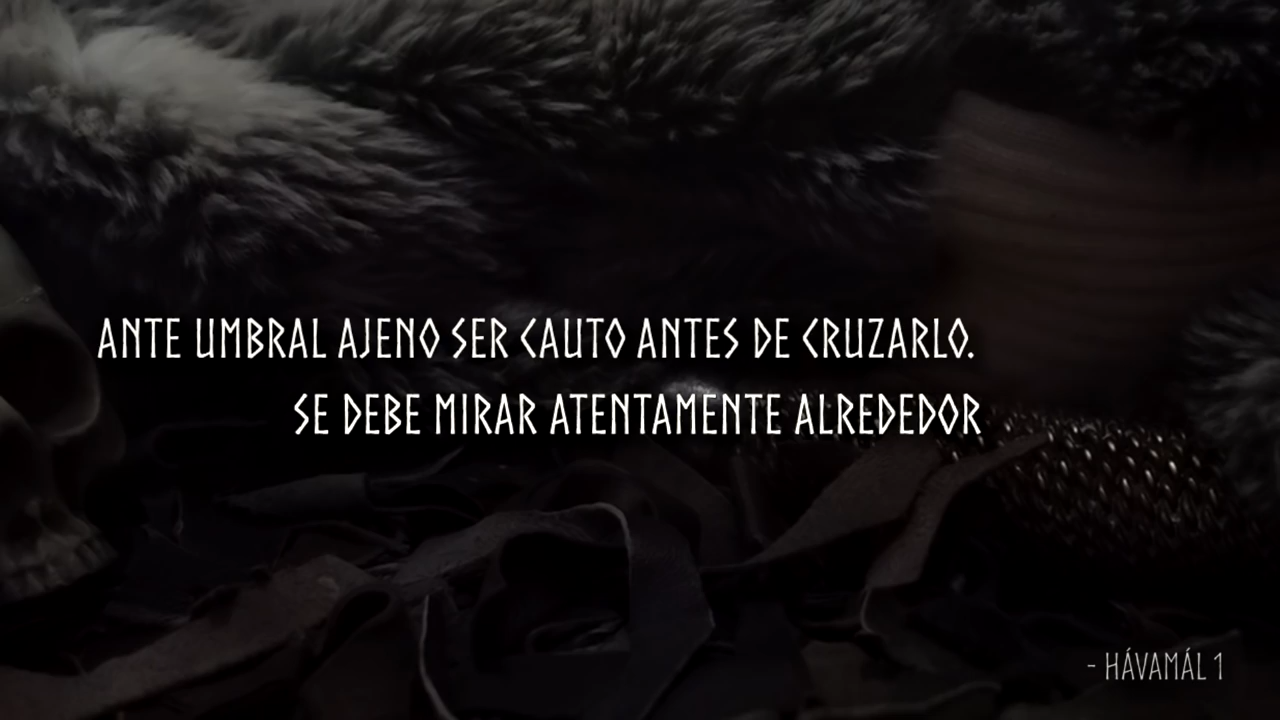 ANTE UMBRAL AJENO SER CAUTO ANTES DE CRUZARLO.
SE DEBE MIRAR ATENTAMENTE ALREDEDOR
- HÁVAMÁL 1